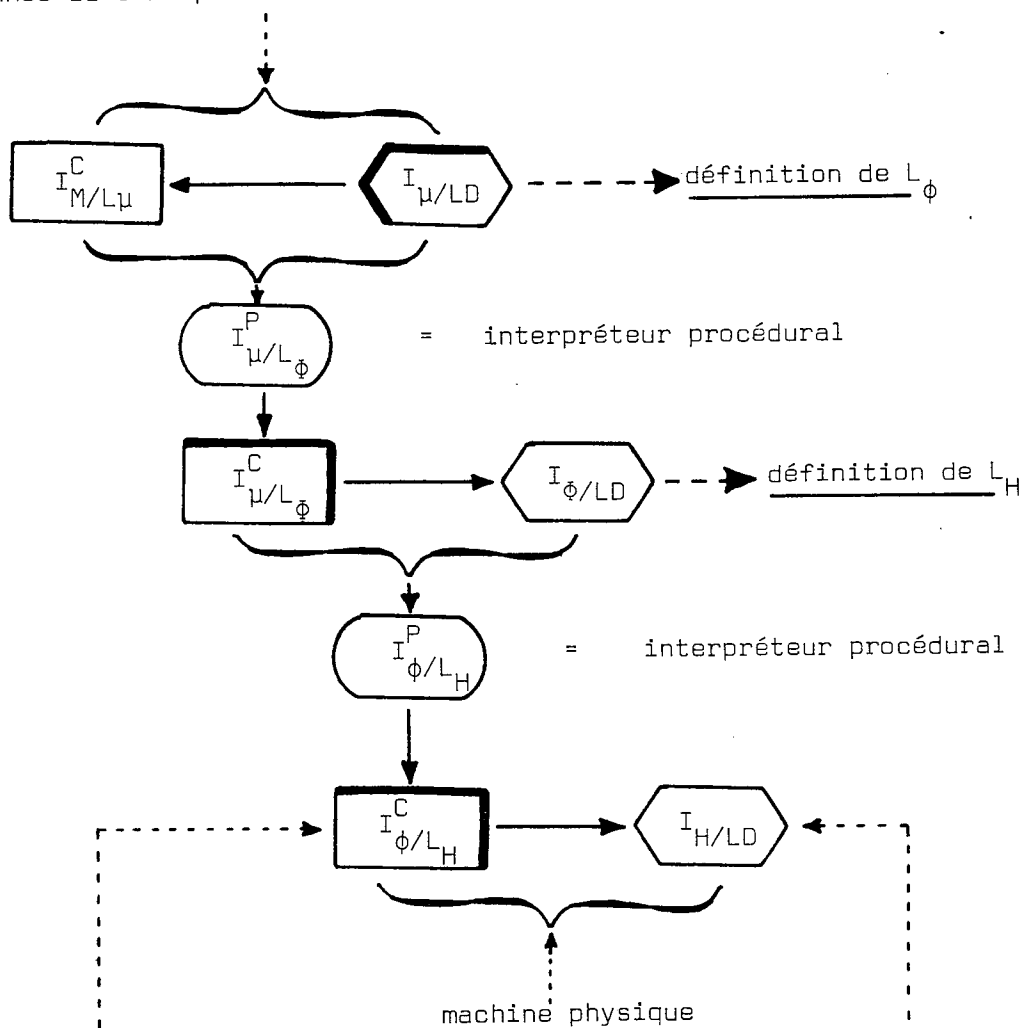 I^C_M/Lμ
I_μ/LD
définition de L_ϕ
I^P_μ/L_Φ
= interpréteur procédural
I^C_μ/L_Φ
I_Φ/LD
définition de L_H
I^P_ϕ/L_H
= interpréteur procédural
I^C_ϕ/L_H
I_H/LD
machine physique